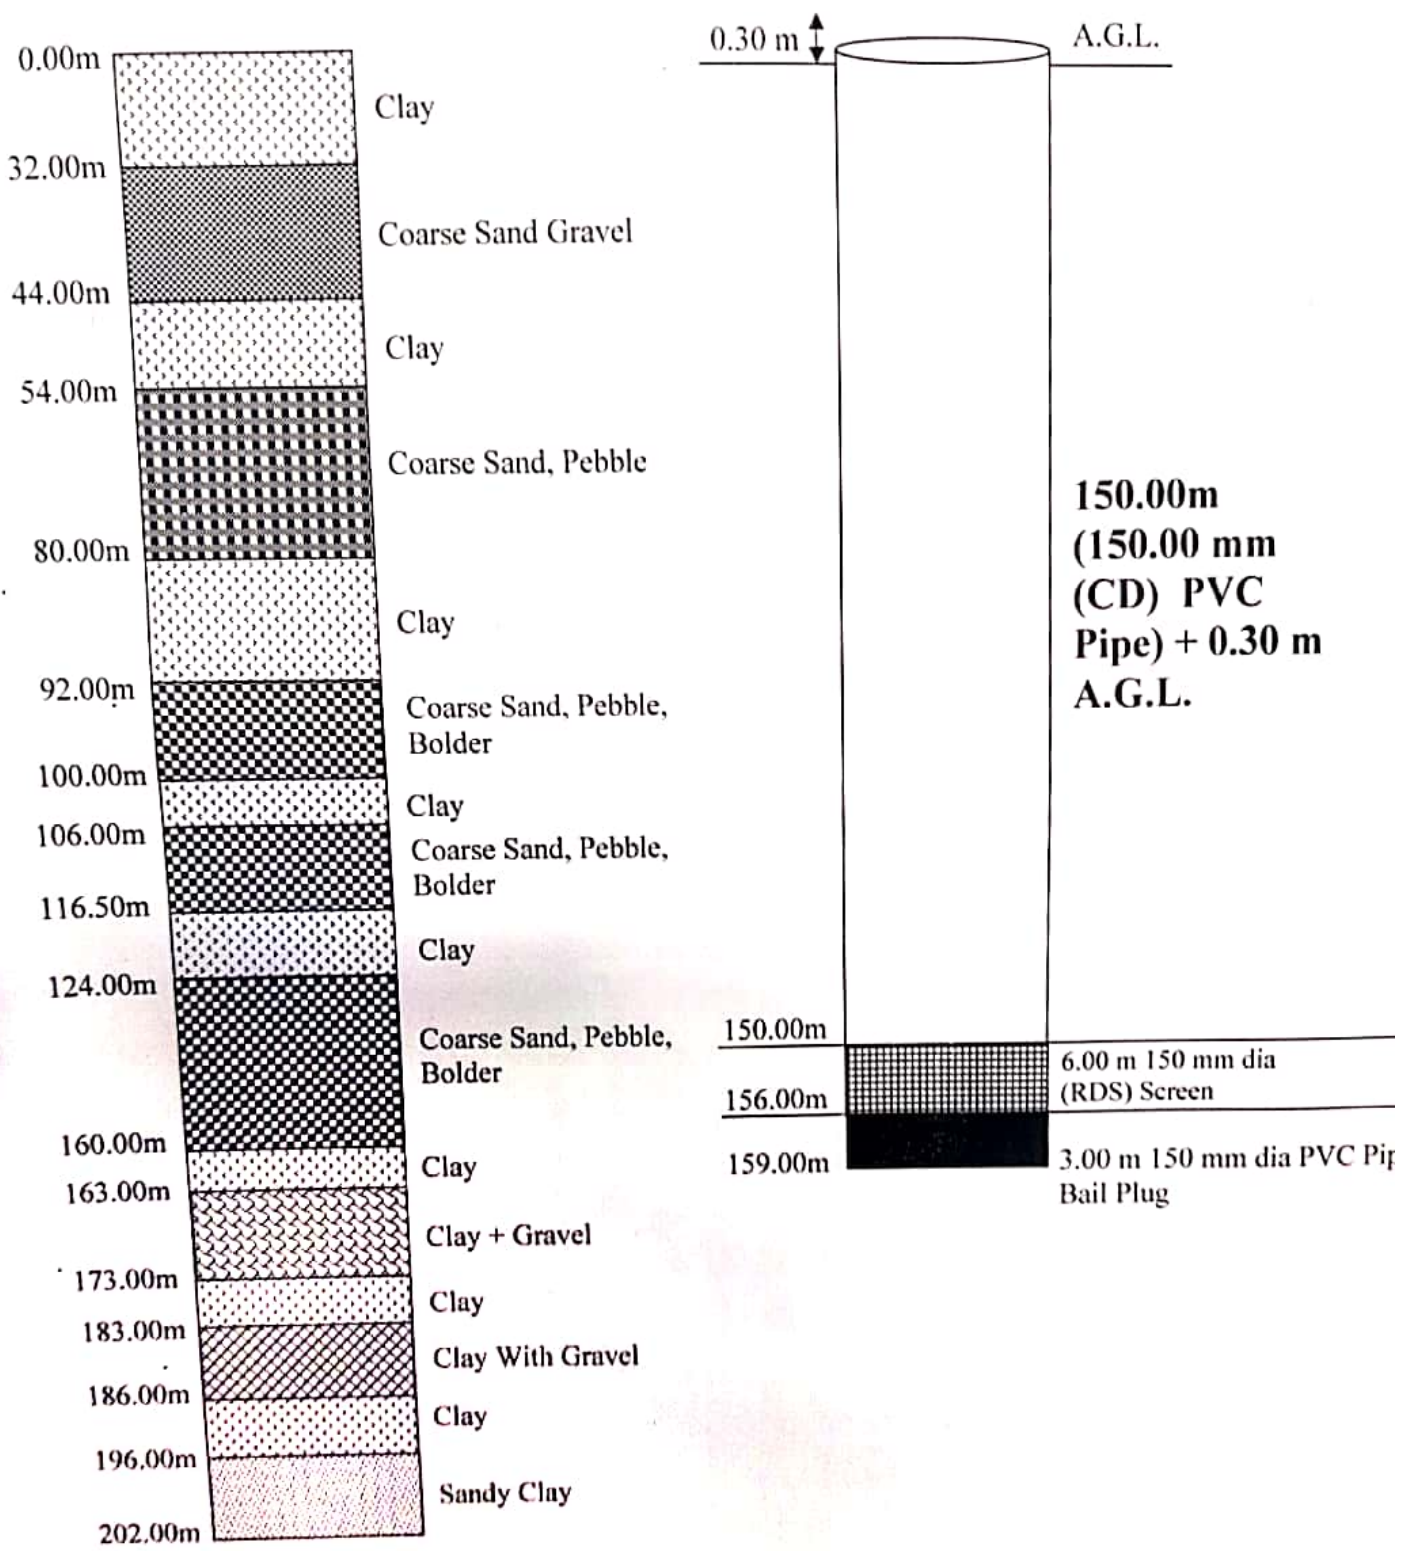 0.00m
Clay
32.00m
Coarse Sand Gravel
44.00m
Clay
54.00m
Coarse Sand, Pebble
80.00m
Clay
92.00m
Coarse Sand, Pebble,
Bolder
100.00m
Clay
106.00m
Coarse Sand, Pebble,
Bolder
116.50m
Clay
124.00m
Coarse Sand, Pebble,
Bolder
160.00m
Clay
163.00m
Clay + Gravel
173.00m
Clay
183.00m
Clay With Gravel
186.00m
Clay
196.00m
Sandy Clay
202.00m
0.30 m
A.G.L.
150.00m
(150.00 mm
(CD) PVC
Pipe) + 0.30 m
A.G.L.
150.00m
6.00 m 150 mm dia
(RDS) Screen
156.00m
159.00m
3.00 m 150 mm dia PVC Pip
Bail Plug